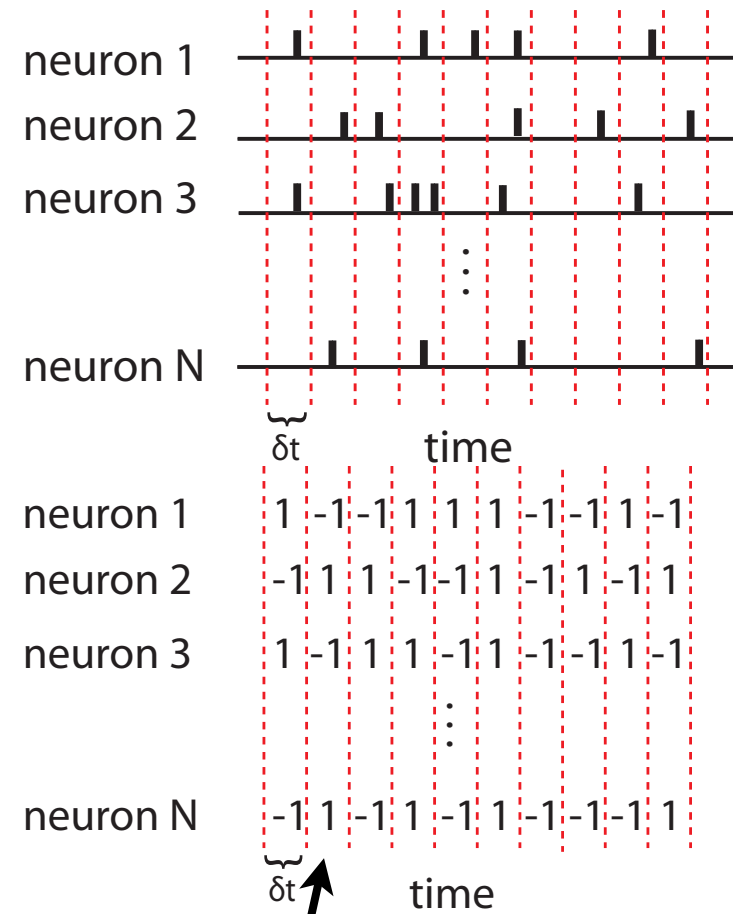 neuron 1
neuron 2
neuron 3
⋮
neuron N
δt time
neuron 1 1 -1 -1 1 1 1 -1 -1 1 -1
neuron 2 -1 1 1 -1 -1 1 -1 1 -1 1
neuron 3 1 -1 1 1 -1 1 -1 -1 1 -1
⋮
neuron N -1 1 -1 1 -1 1 -1 -1 -1 1
δt time